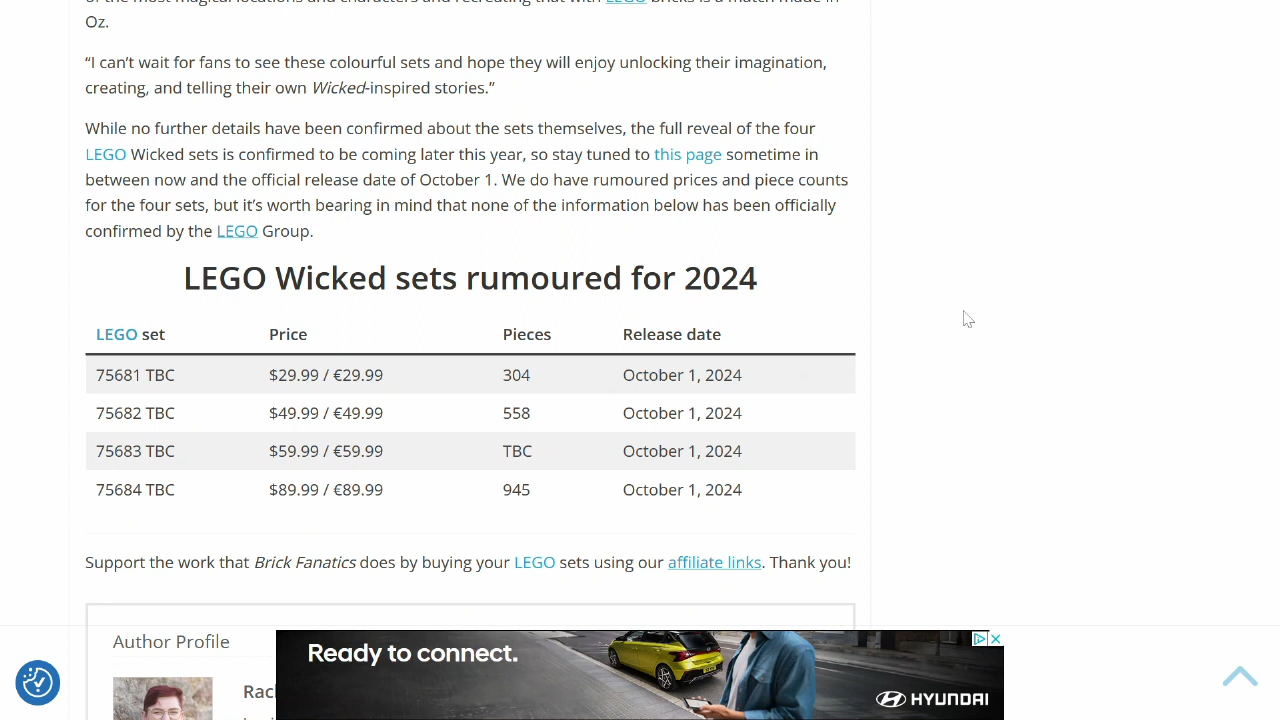 Oz.
“I can’t wait for fans to see these colourful sets and hope they will enjoy unlocking their imagination,
creating, and telling their own Wicked-inspired stories.”
While no further details have been confirmed about the sets themselves, the full reveal of the four
LEGO Wicked sets is confirmed to be coming later this year, so stay tuned to this page sometime in
between now and the official release date of October 1. We do have rumoured prices and piece counts
for the four sets, but it’s worth bearing in mind that none of the information below has been officially
confirmed by the LEGO Group.
LEGO Wicked sets rumoured for 2024
LEGO set Price Pieces Release date
75681 TBC $29.99 / €29.99 304 October 1, 2024
75682 TBC $49.99 / €49.99 558 October 1, 2024
75683 TBC $59.99 / €59.99 TBC October 1, 2024
75684 TBC $89.99 / €89.99 945 October 1, 2024
Support the work that Brick Fanatics does by buying your LEGO sets using our affiliate links. Thank you!
Author Profile
Ready to connect.
HYUNDAI